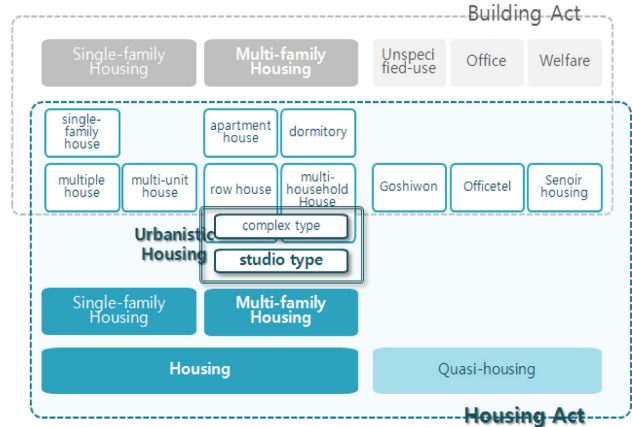 Building Act
Single-family
Housing
Multi-family
Housing
Unspeci
fied-use
Office
Welfare
single-
family
house
apartment
house
dormitory
multiple
house
multi-unit
house
row house
multi-
household
House
Goshiwon
Officetel
Senoir
housing
Urbanistic
Housing
complex type
studio type
Single-family
Housing
Multi-family
Housing
Housing
Quasi-housing
Housing Act